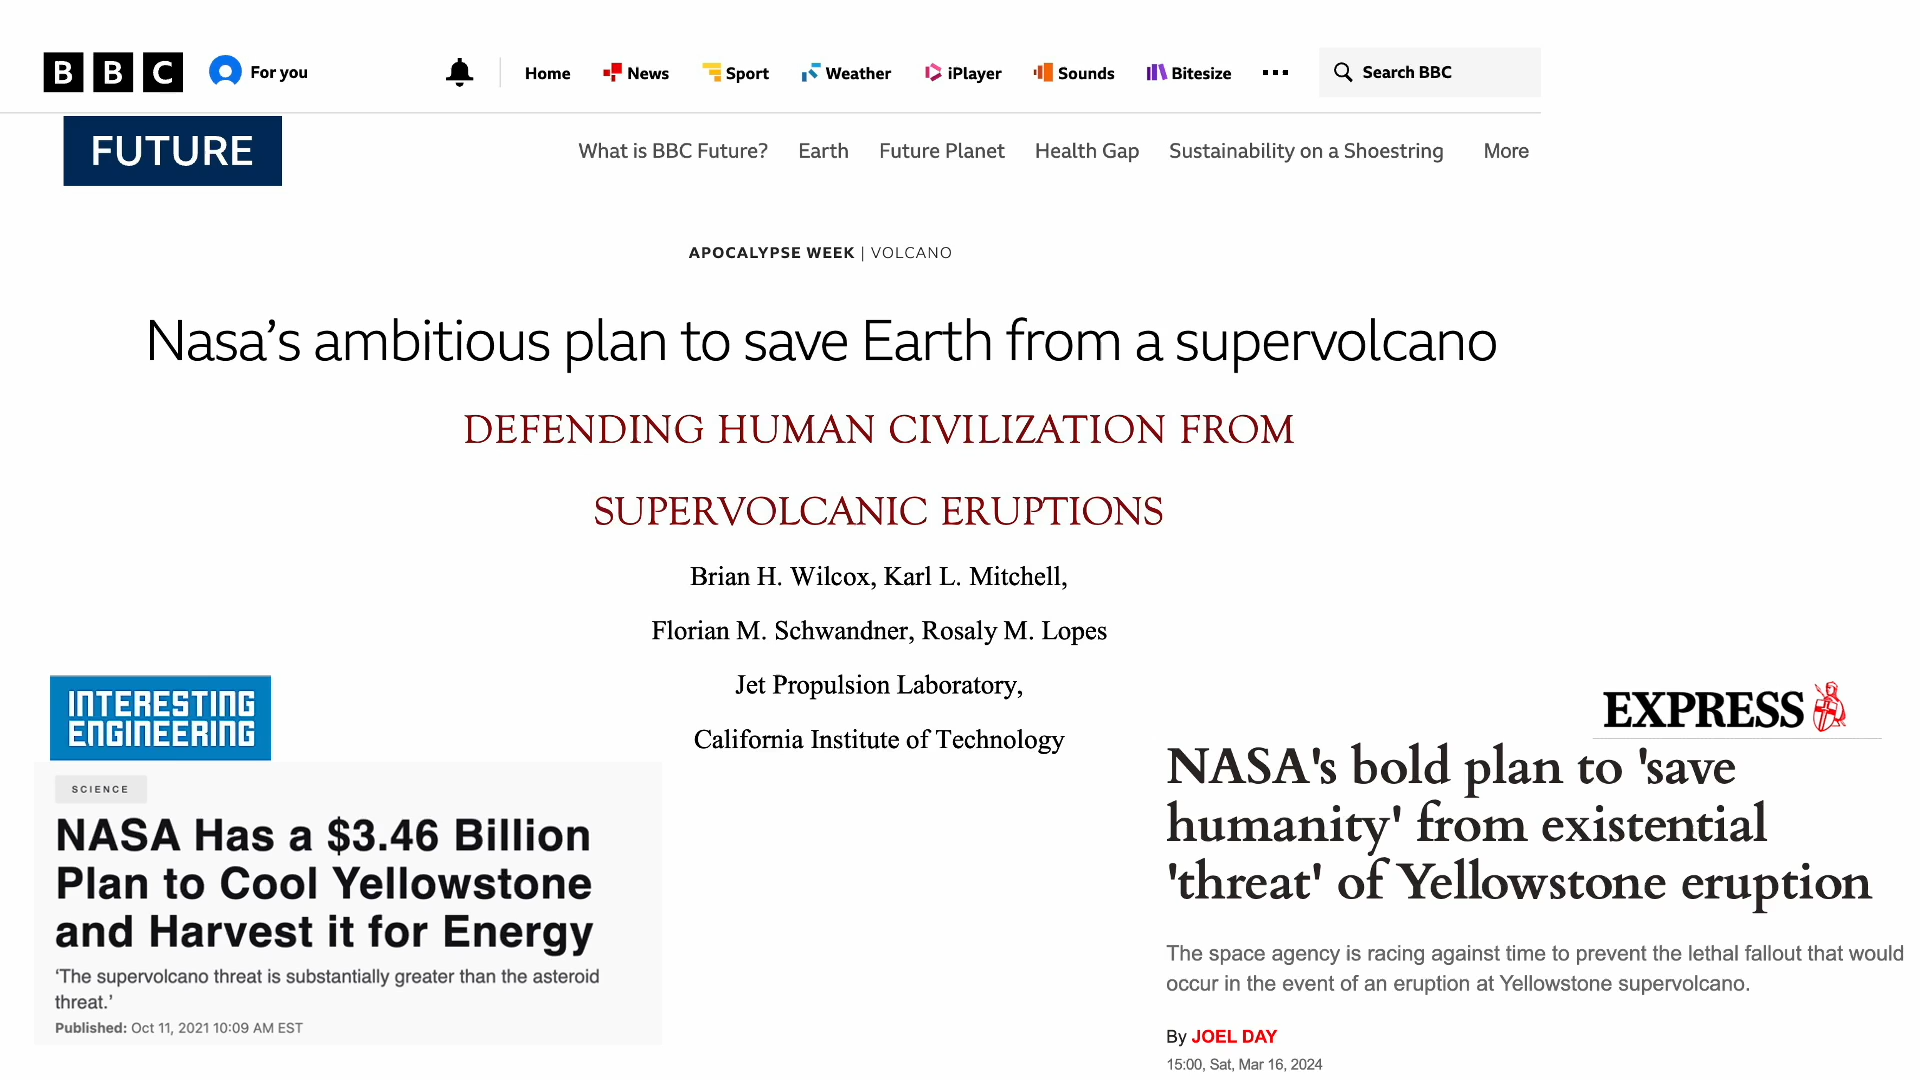 BBC For you Home News Sport Weather iPlayer Sounds Bitesize Search BBC
FUTURE What is BBC Future? Earth Future Planet Health Gap Sustainability on a Shoestring More
APOCALYPSE WEEK | VOLCANO
Nasa’s ambitious plan to save Earth from a supervolcano
DEFENDING HUMAN CIVILIZATION FROM
SUPERVOLCANIC ERUPTIONS
Brian H. Wilcox, Karl L. Mitchell,
Florian M. Schwandner, Rosaly M. Lopes
Jet Propulsion Laboratory,
California Institute of Technology
INTERESTING
ENGINEERING
SCIENCE
NASA Has a $3.46 Billion
Plan to Cool Yellowstone
and Harvest it for Energy
‘The supervolcano threat is substantially greater than the asteroid
threat.’
Published: Oct 11, 2021 10:09 AM EST
EXPRESS
NASA's bold plan to 'save
humanity' from existential
'threat' of Yellowstone eruption
The space agency is racing against time to prevent the lethal fallout that would
occur in the event of an eruption at Yellowstone supervolcano.
By JOEL DAY
15:00, Sat, Mar 16, 2024